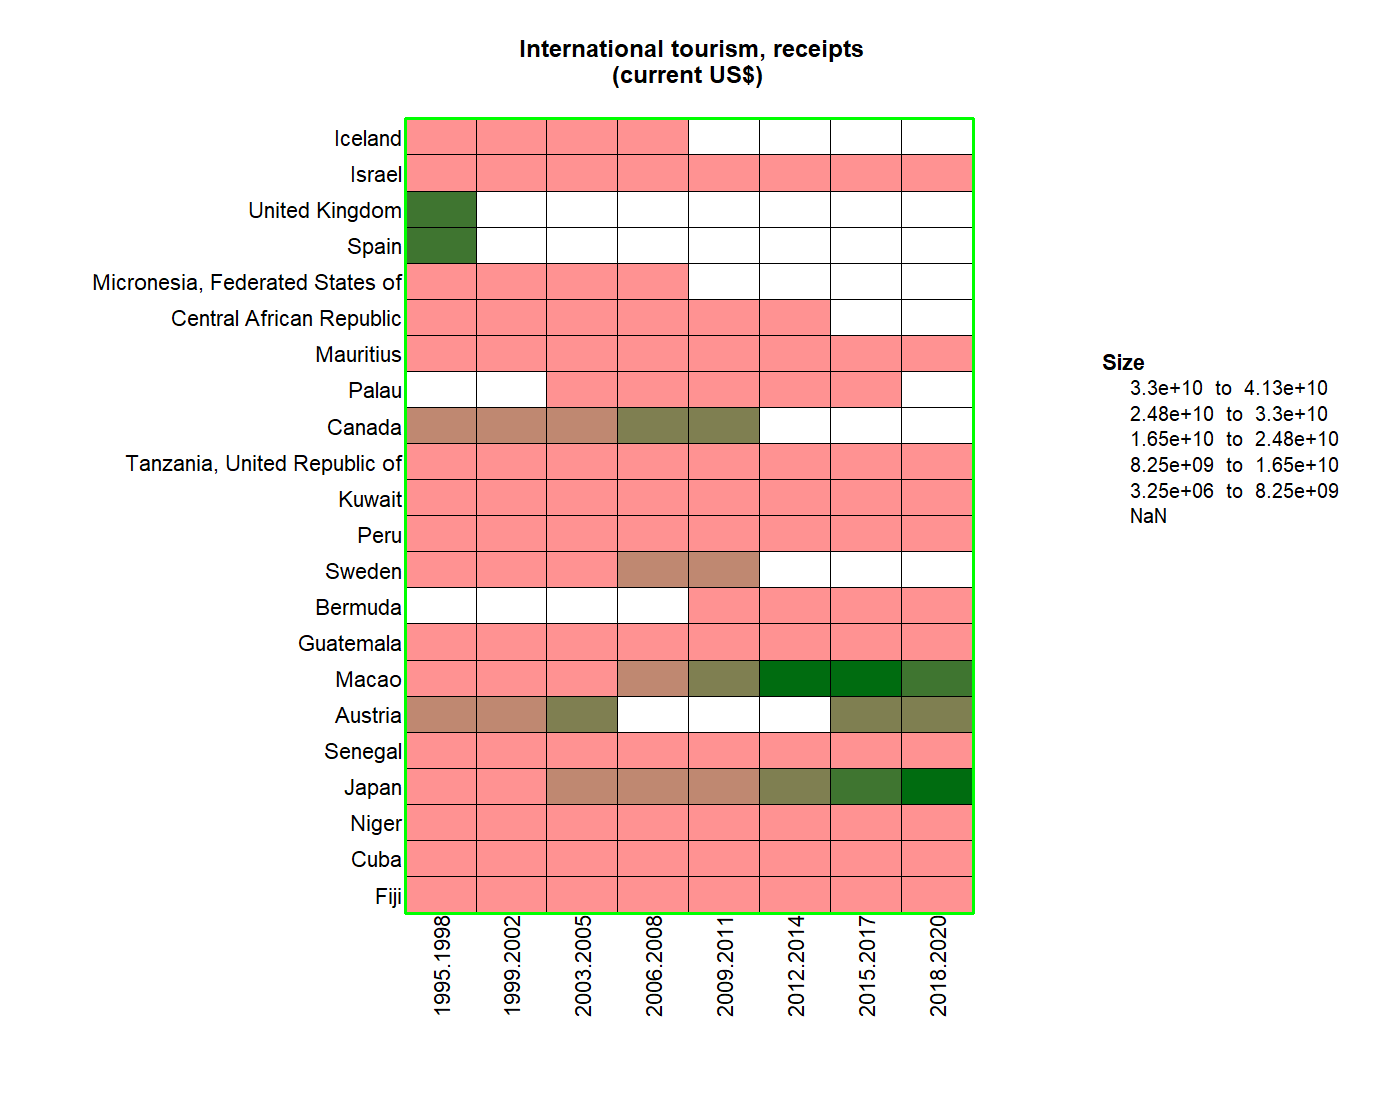 International tourism, receipts
(current US$)
Iceland
Israel
United Kingdom
Spain
Micronesia, Federated States of
Central African Republic
Mauritius
Palau
Canada
Tanzania, United Republic of
Kuwait
Peru
Sweden
Bermuda
Guatemala
Macao
Austria
Senegal
Japan
Niger
Cuba
Fiji
1995.1998
1999.2002
2003.2005
2006.2008
2009.2011
2012.2014
2015.2017
2018.2020
Size
3.3e+10 to 4.13e+10
2.48e+10 to 3.3e+10
1.65e+10 to 2.48e+10
8.25e+09 to 1.65e+10
3.25e+06 to 8.25e+09
NaN